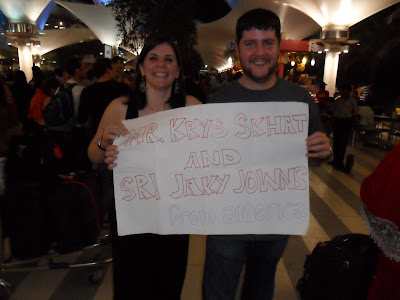 MR. KRYS SKHAT
AND
SRI JAKY JOWNS
from america